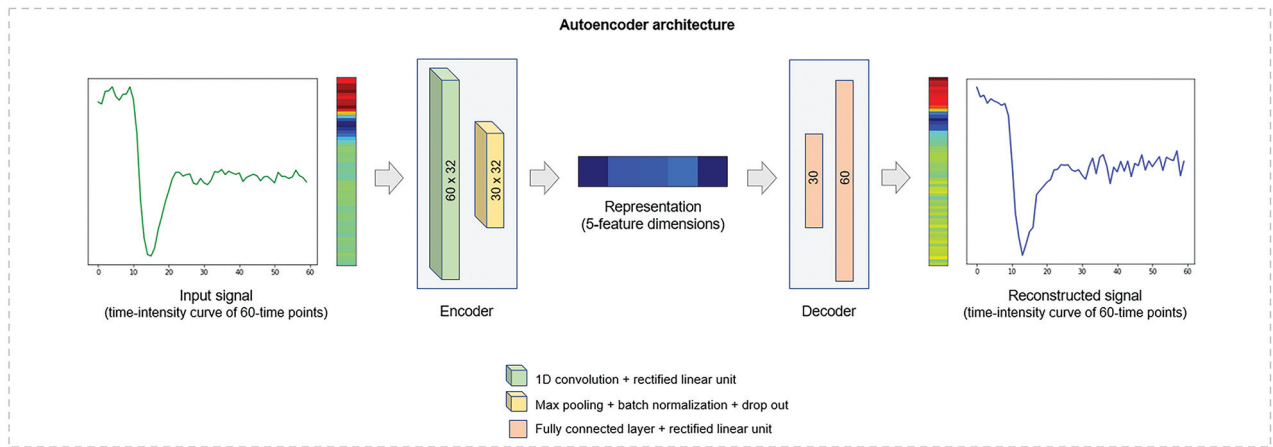 Autoencoder architecture
60 x 32
30 x 32
30
60
0 10 20 30 40 50 60
0 10 20 30 40 50 60
Input signal
(time-intensity curve of 60-time points)
Encoder
Representation
(5-feature dimensions)
Decoder
Reconstructed signal
(time-intensity curve of 60-time points)
1D convolution + rectified linear unit
Max pooling + batch normalization + drop out
Fully connected layer + rectified linear unit